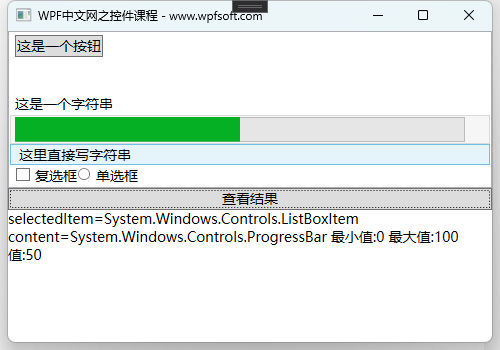 WPF中文网之控件课程 - www.wpfsoft.com
这是一个按钮
这是一个字符串
这里直接写字符串
复选框 单选框
查看结果
selectedItem=System.Windows.Controls.ListBoxItem
content=System.Windows.Controls.ProgressBar 最小值:0 最大值:100
值:50